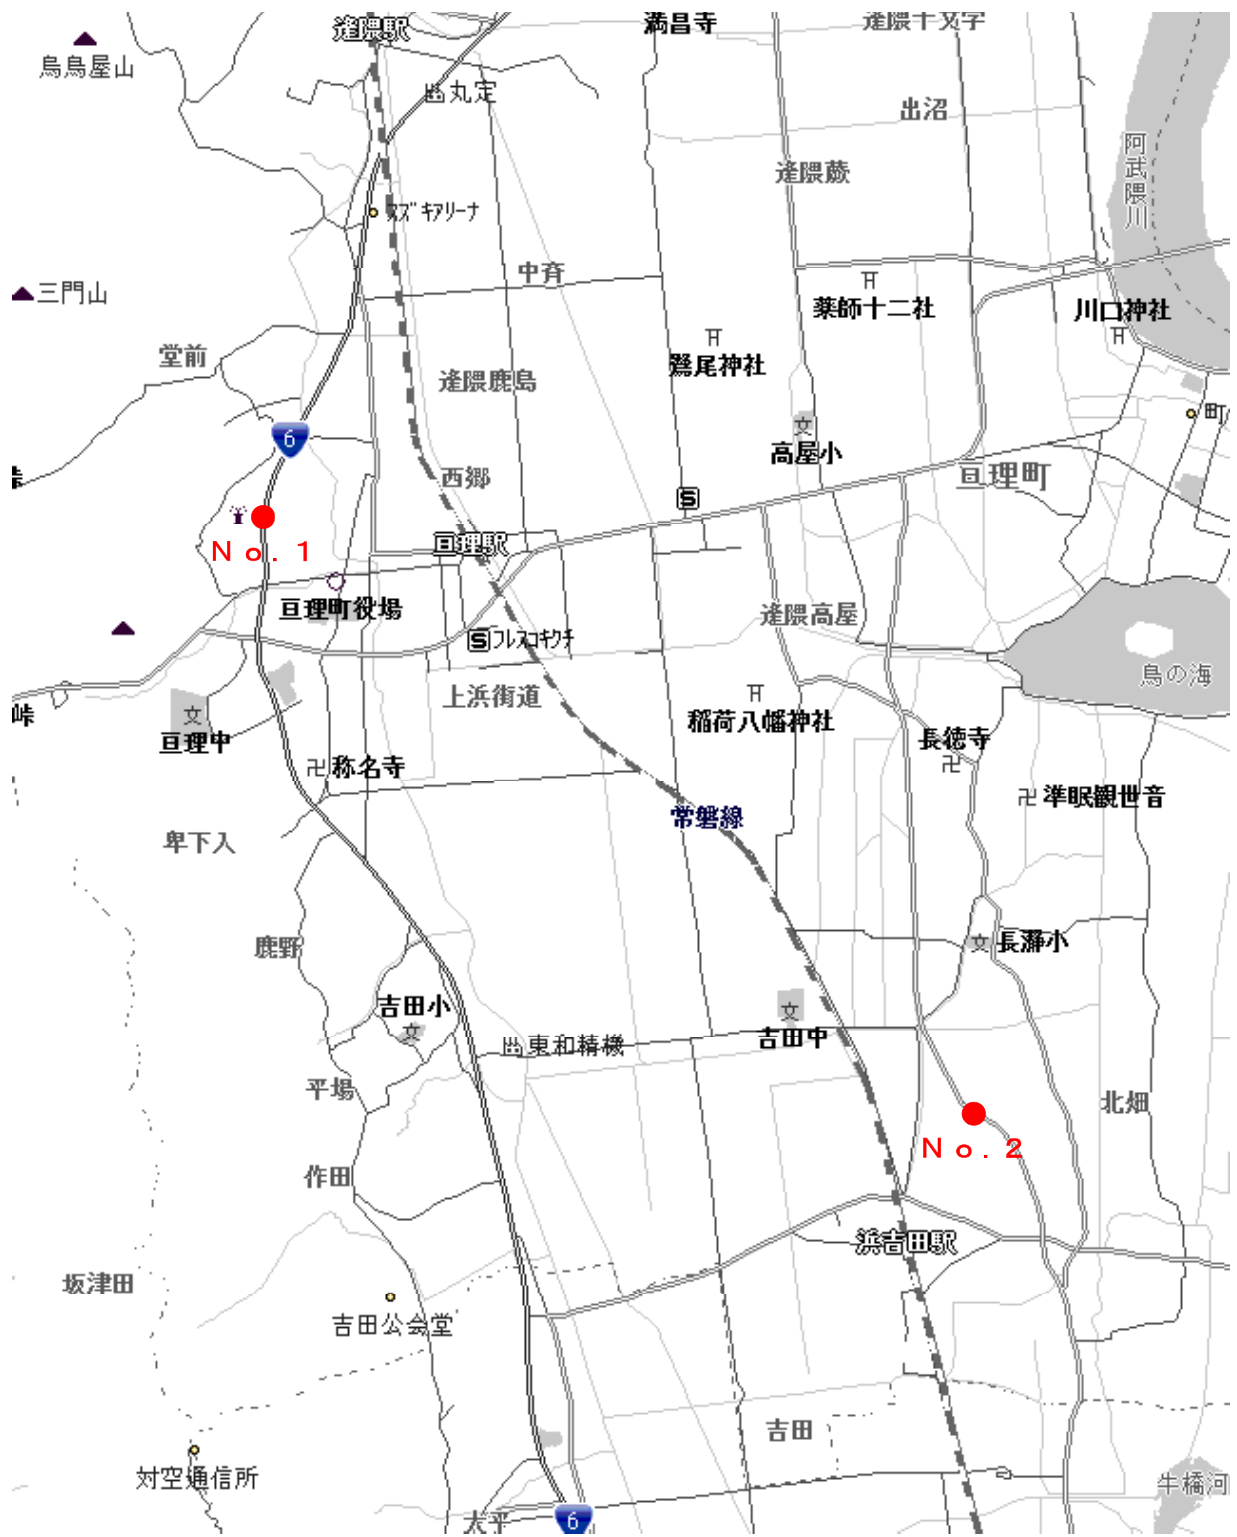 逢隈駅
満昌寺
逢隈十文字
鳥鳥屋山
丸定
出沼
阿武隈川
逢隈蕨
スズキアリーナ
中斉
三門山
薬師十二社
川口神社
堂前
鷲尾神社
逢隈鹿島
町
6
高屋小
西郷
亘理町
峠
S
No.1
亘理駅
亘理町役場
逢隈高屋
S フレスコキクチ
鳥の海
上浜街道
峠
稲荷八幡神社
亘理中
長徳寺
称名寺
準眠観世音
常磐線
卑下入
鹿野
長瀞小
吉田小
吉田中
東和精機
平場
北畑
No.2
作田
浜吉田駅
坂津田
吉田公会堂
吉田
対空通信所
牛橋河
大平
6